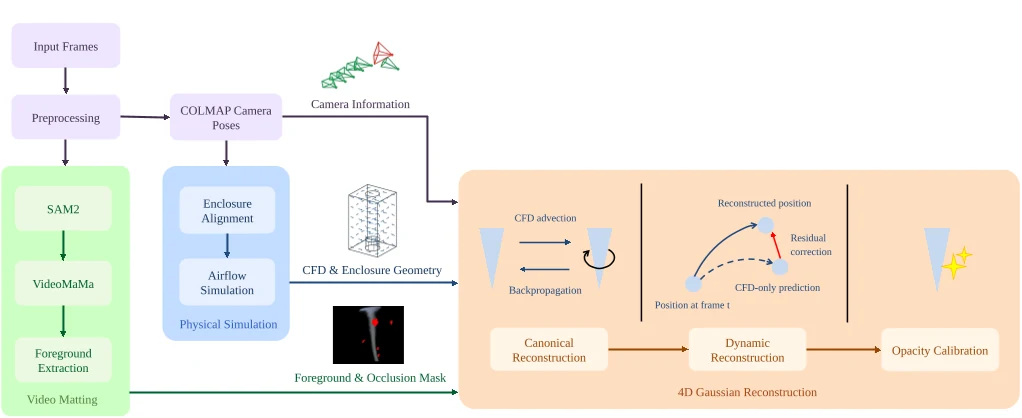 Input Frames
Preprocessing
COLMAP Camera
Poses
Camera Information
SAM2
VideoMaMa
Foreground
Extraction
Video Matting
Enclosure
Alignment
Airflow
Simulation
Physical Simulation
CFD & Enclosure Geometry
Foreground & Occlusion Mask
CFD advection
Backpropagation
Canonical
Reconstruction
Reconstructed position
Residual
correction
CFD-only prediction
Position at frame t
Dynamic
Reconstruction
Opacity Calibration
4D Gaussian Reconstruction